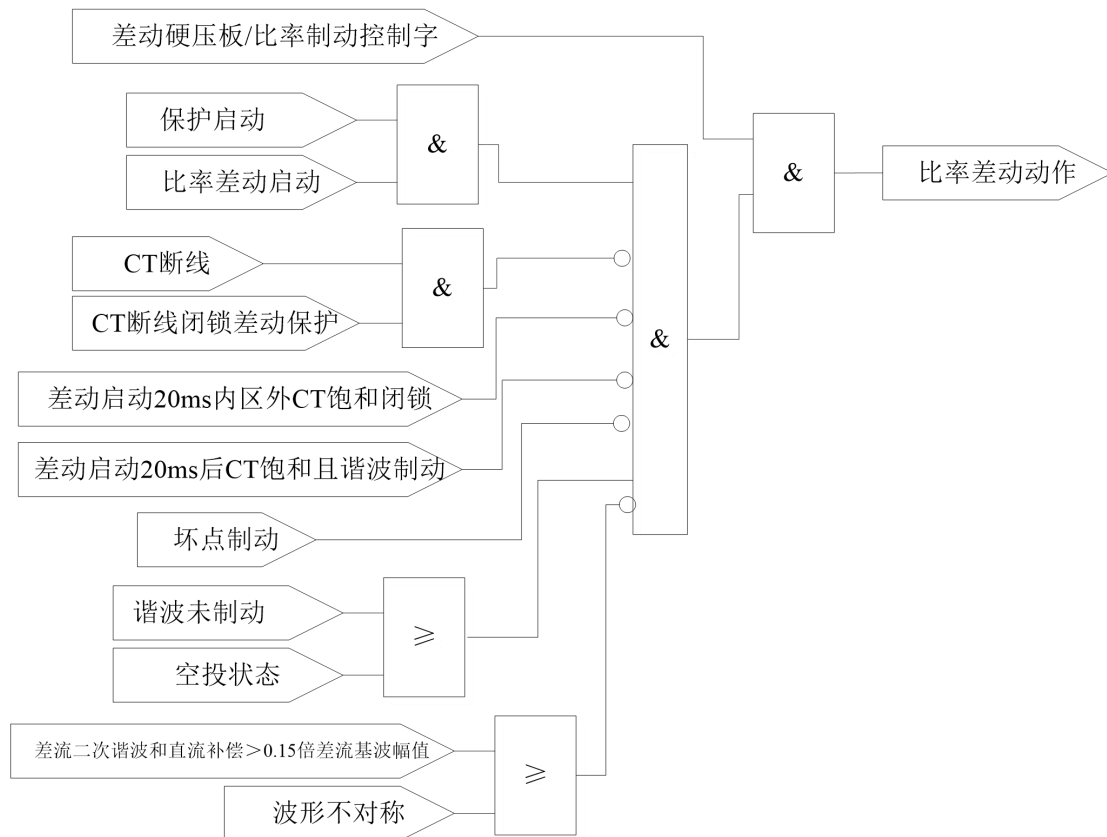 差动硬压板/比率制动控制字
保护启动
&
比率差动启动
&
比率差动动作
CT断线
&
CT断线闭锁差动保护
&
差动启动20ms内区外CT饱和闭锁
差动启动20ms后CT饱和且谐波制动
坏点制动
谐波未制动
≥
空投状态
差流二次谐波和直流补偿＞0.15倍差流基波幅值
≥
波形不对称